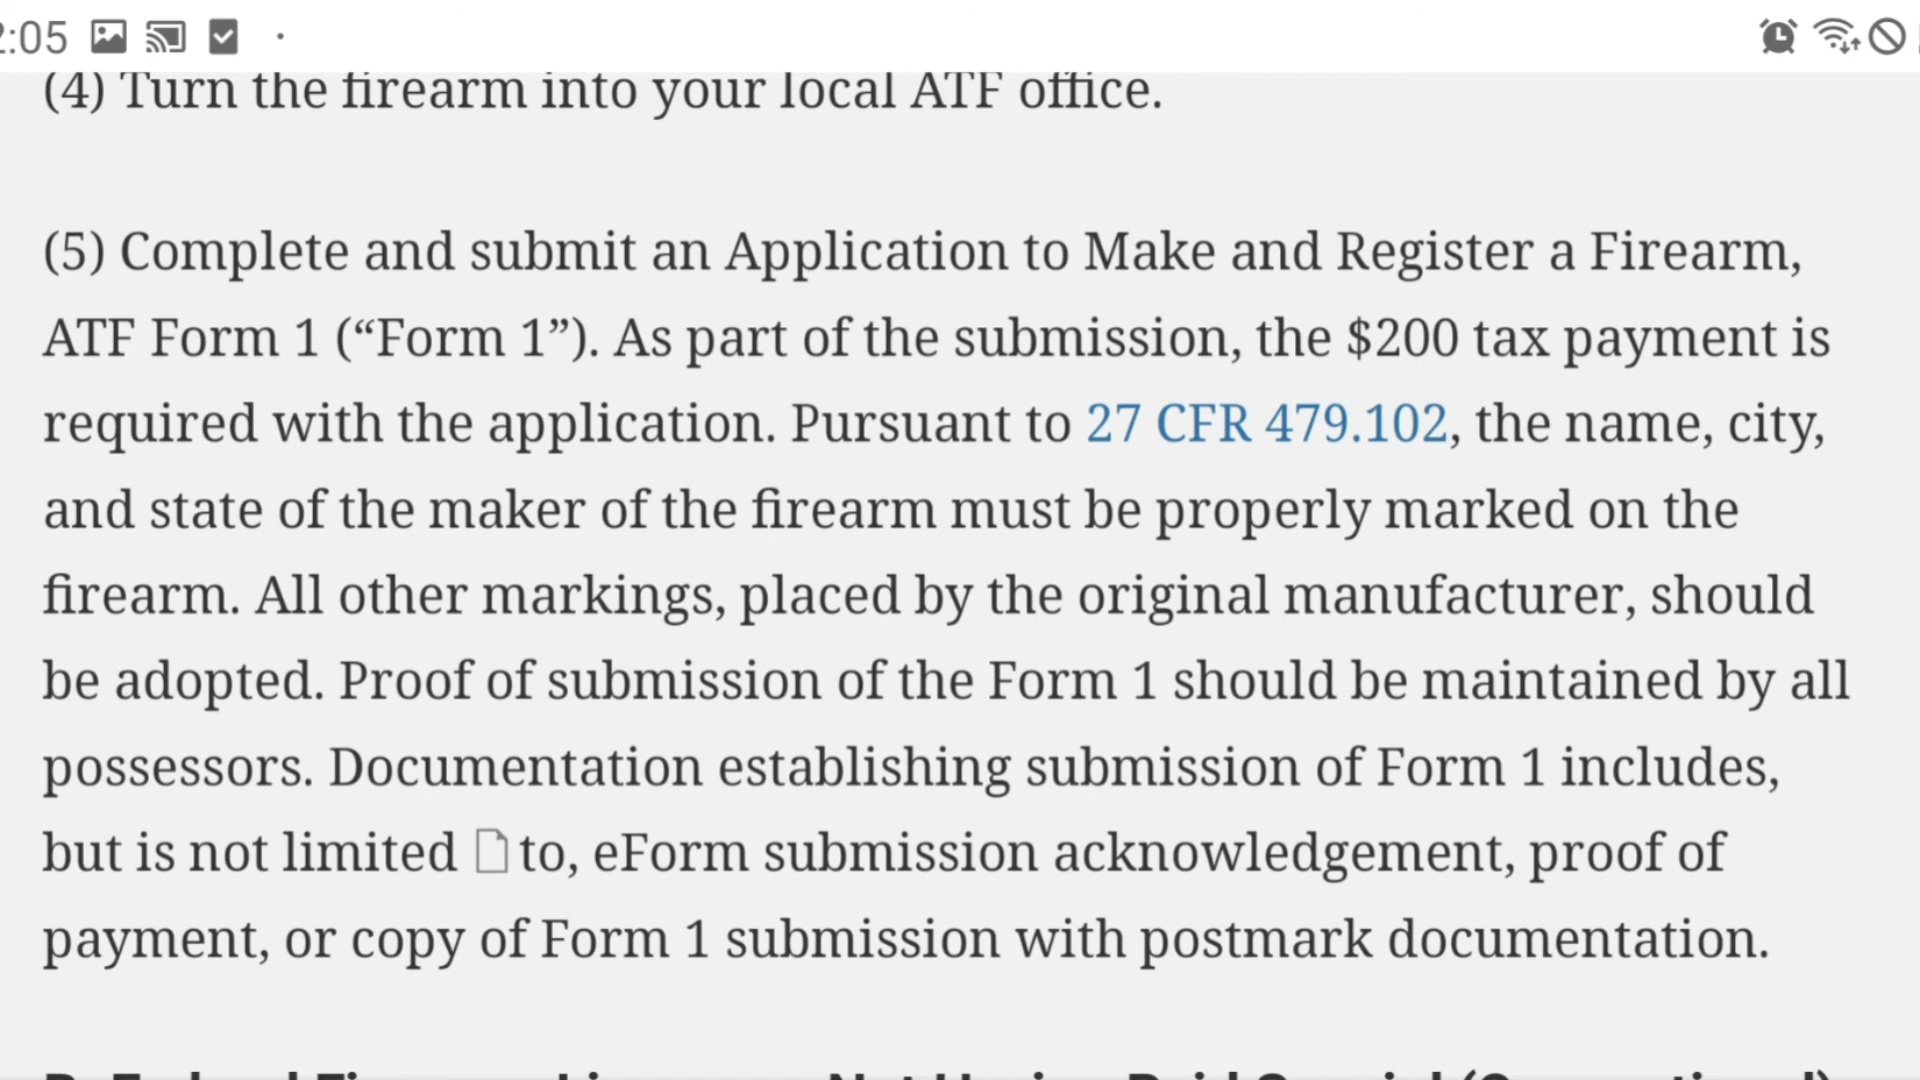 :05
(4) Turn the firearm into your local ATF office.
(5) Complete and submit an Application to Make and Register a Firearm,
ATF Form 1 (“Form 1”). As part of the submission, the $200 tax payment is
required with the application. Pursuant to 27 CFR 479.102, the name, city,
and state of the maker of the firearm must be properly marked on the
firearm. All other markings, placed by the original manufacturer, should
be adopted. Proof of submission of the Form 1 should be maintained by all
possessors. Documentation establishing submission of Form 1 includes,
but is not limited to, eForm submission acknowledgement, proof of
payment, or copy of Form 1 submission with postmark documentation.